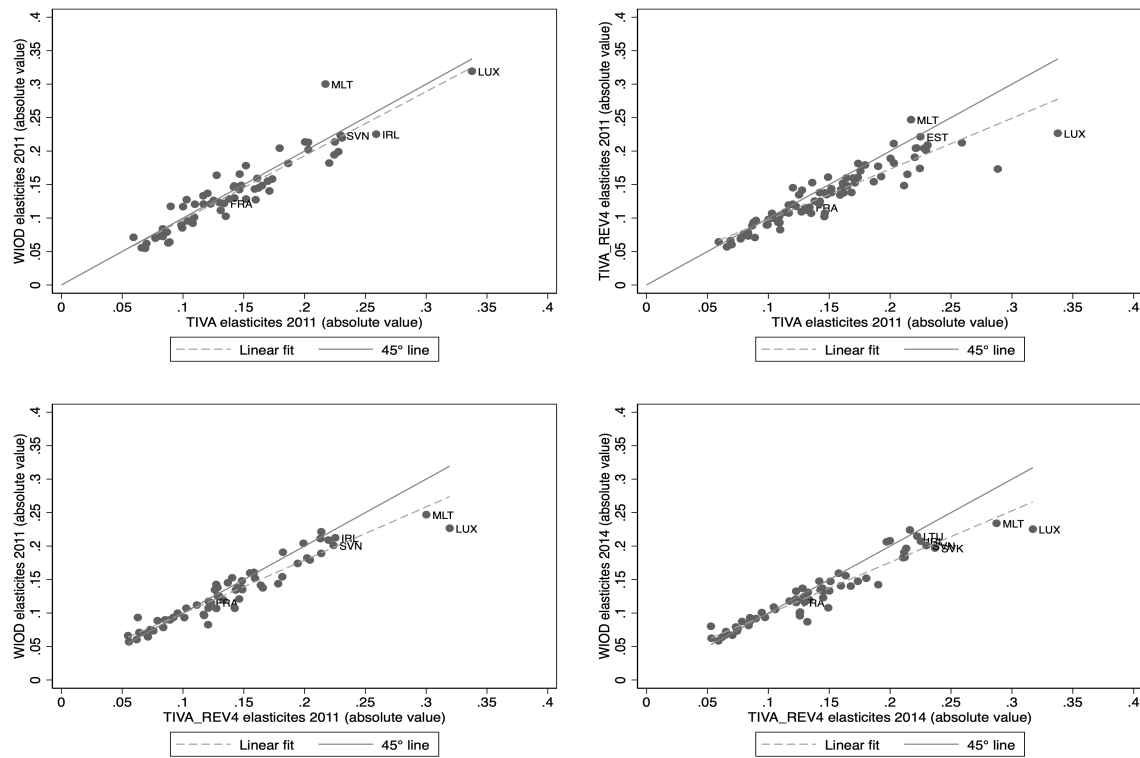 WIOD elasticites 2011 (absolute value)
0 .05 .1 .15 .2 .25 .3 .35 .4
MLT
LUX
SVN
IRL
FRA
0 .05 .1 .15 .2 .25 .3 .35 .4
TIVA elasticites 2011 (absolute value)
Linear fit 45° line
TIVA_REV4 elasticites 2011 (absolute value)
0 .05 .1 .15 .2 .25 .3 .35 .4
MLT
EST
LUX
FRA
0 .05 .1 .15 .2 .25 .3 .35 .4
TIVA elasticites 2011 (absolute value)
Linear fit 45° line
WIOD elasticites 2011 (absolute value)
0 .05 .1 .15 .2 .25 .3 .35 .4
MLT
LUX
IRL
SVN
FRA
0 .05 .1 .15 .2 .25 .3 .35 .4
TIVA_REV4 elasticites 2011 (absolute value)
Linear fit 45° line
WIOD elasticites 2014 (absolute value)
0 .05 .1 .15 .2 .25 .3 .35 .4
MLT
LUX
LTU
SVN
SVK
FRA
0 .05 .1 .15 .2 .25 .3 .35 .4
TIVA_REV4 elasticites 2014 (absolute value)
Linear fit 45° line